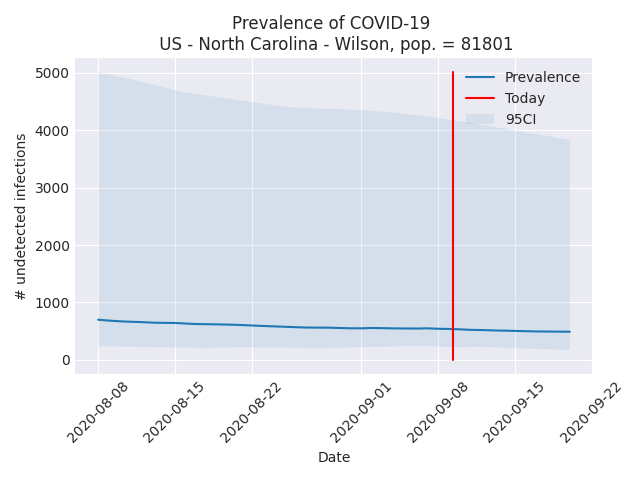 Prevalence of COVID-19
US - North Carolina - Wilson, pop. = 81801
# undetected infections
5000
4000
3000
2000
1000
0
Prevalence
Today
95CI
2020-08-08
2020-08-15
2020-08-22
2020-09-01
2020-09-08
2020-09-15
2020-09-22
Date